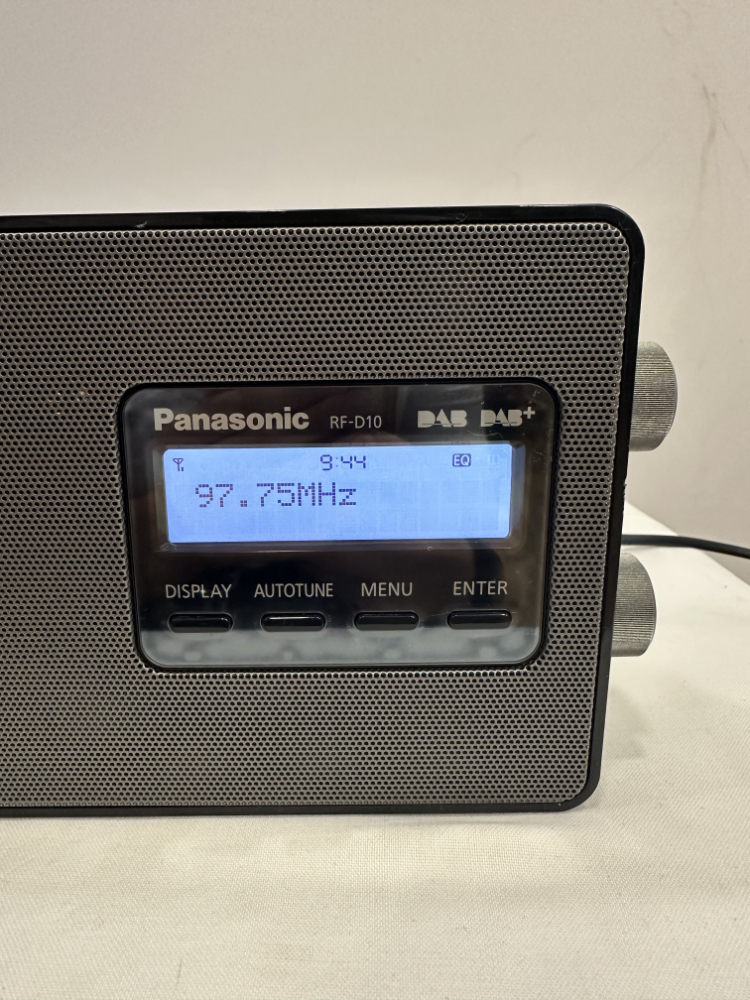 Panasonic RF-D10 DAB DAB+
9:44 EQ
97.75MHz
DISPLAY AUTOTUNE MENU ENTER